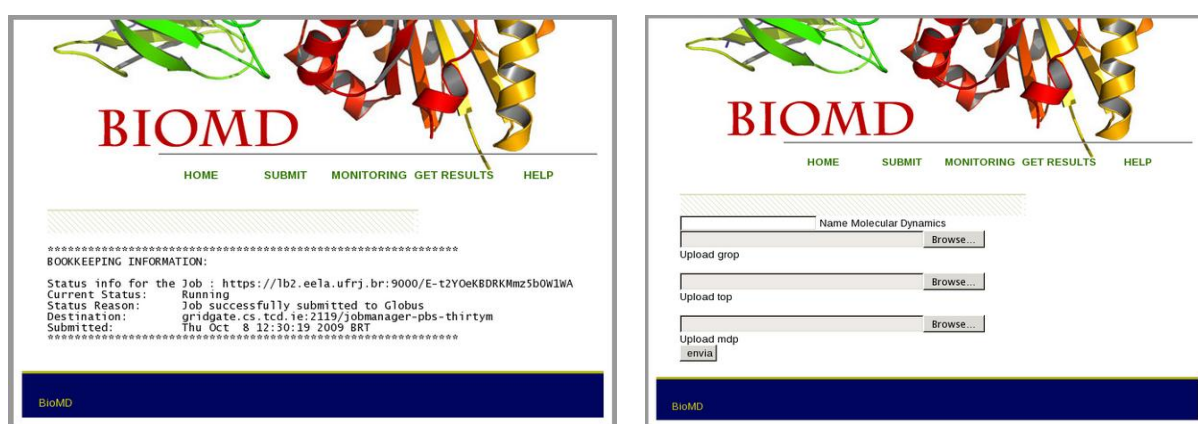 BIOMD
HOME SUBMIT MONITORING GET RESULTS HELP
************************************************************
BOOKKEEPING INFORMATION:
Status info for the Job : https://lb2.eela.ufrj.br:9000/E-t2YOeKBDRKMmz5bOW1WA
Current Status: Running
Status Reason: Job successfully submitted to Globus
Destination: gridgate.cs.tcd.ie:2119/jobmanager-pbs-thirtym
Submitted: Thu Oct 8 12:30:19 2009 BRT
************************************************************
BioMD
BIOMD
HOME SUBMIT MONITORING GET RESULTS HELP
Name Molecular Dynamics
Browse...
Upload grop
Browse...
Upload top
Browse...
Upload mdp
envia
BioMD